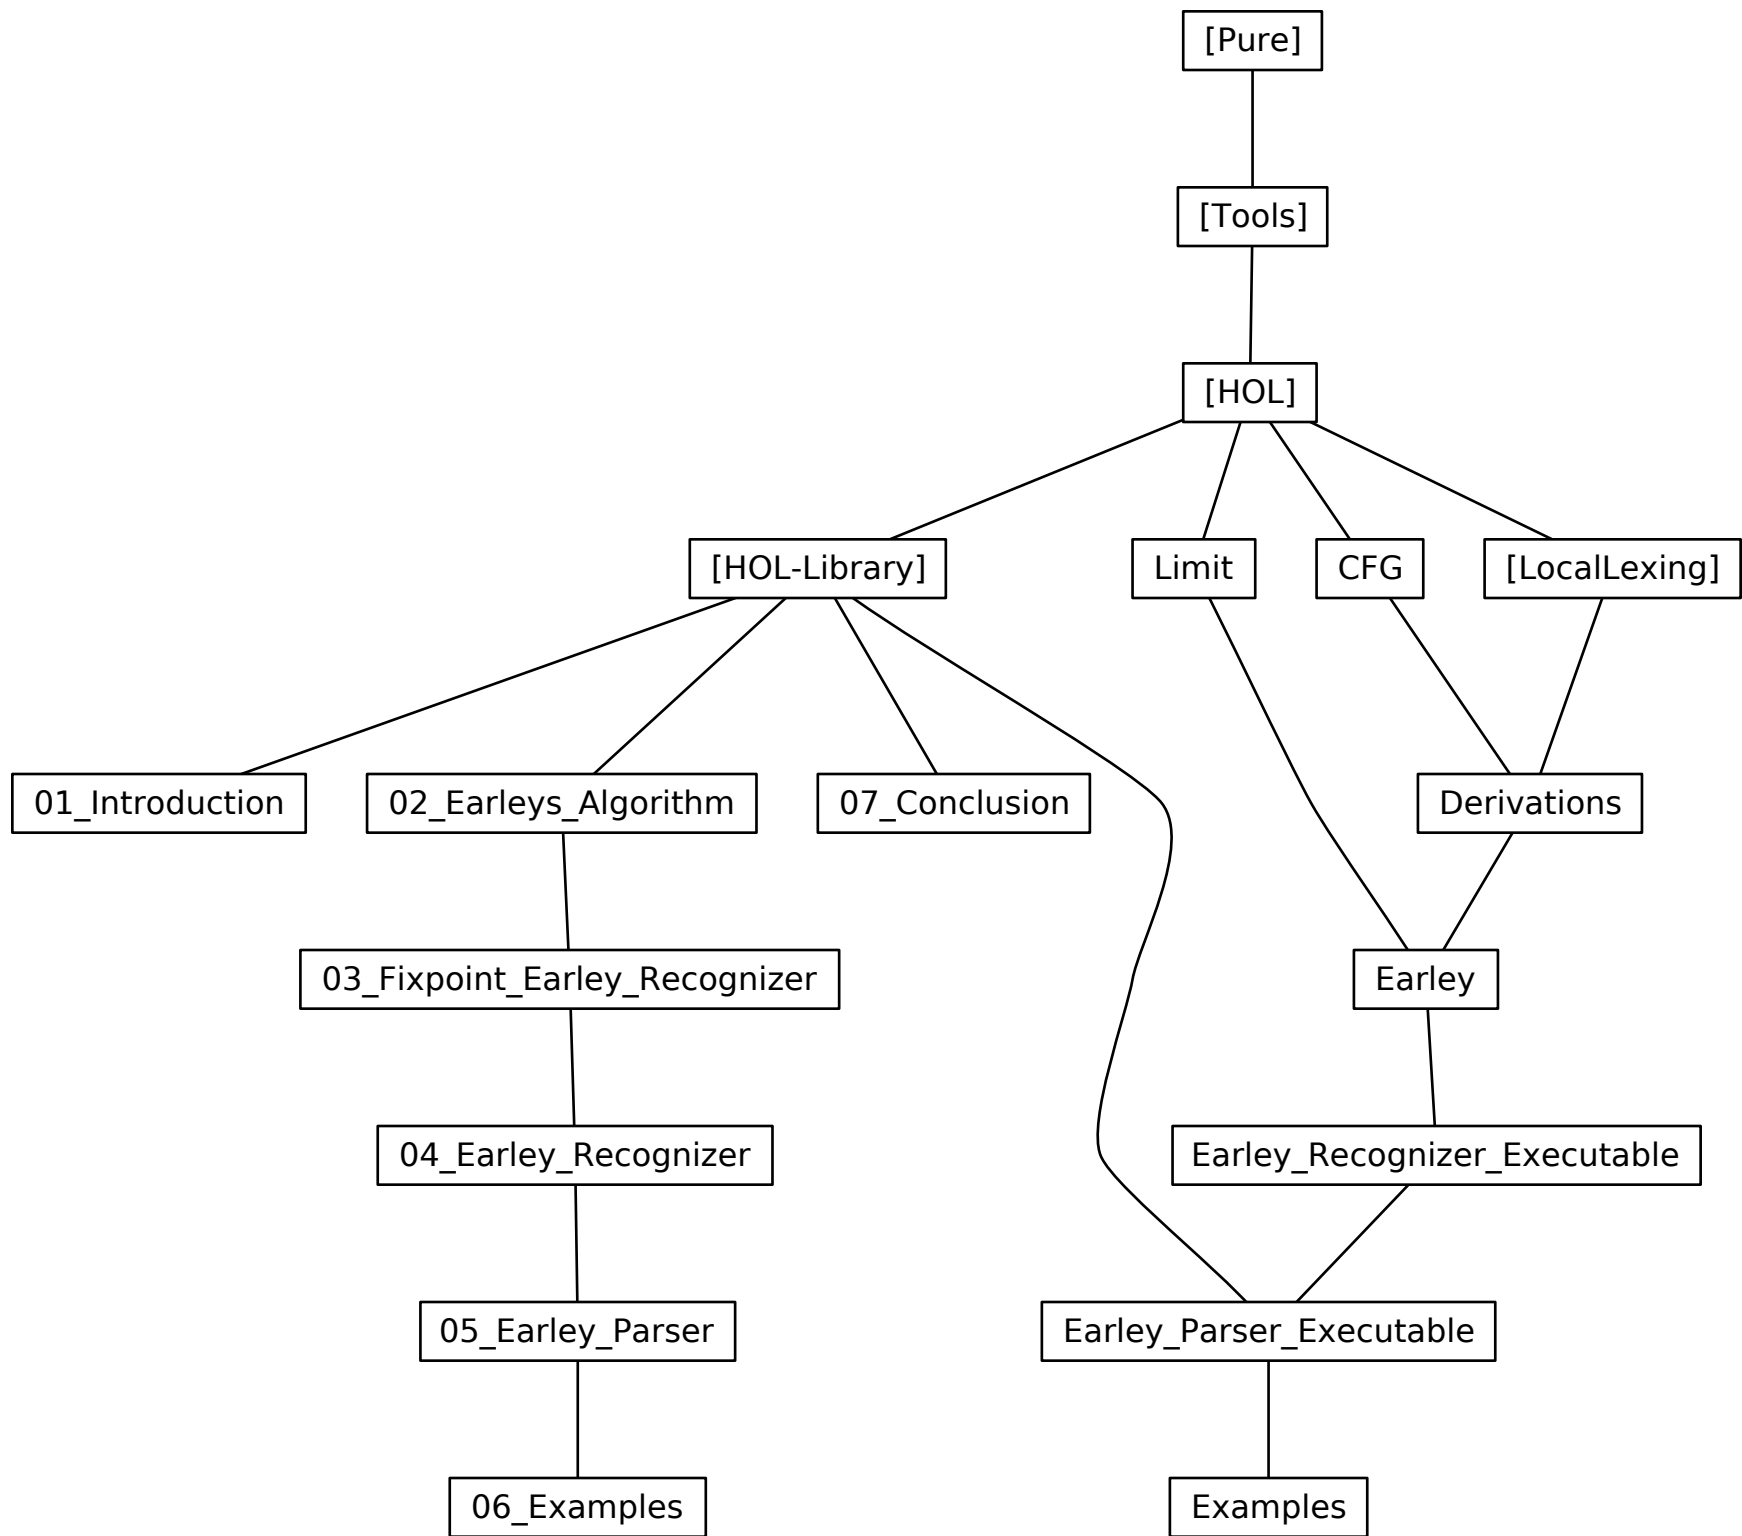 [Pure]
[Tools]
[HOL]
[HOL-Library]
Limit
CFG
[LocalLexing]
01_Introduction
02_Earleys_Algorithm
07_Conclusion
Derivations
03_Fixpoint_Earley_Recognizer
Earley
04_Earley_Recognizer
Earley_Recognizer_Executable
05_Earley_Parser
Earley_Parser_Executable
06_Examples
Examples